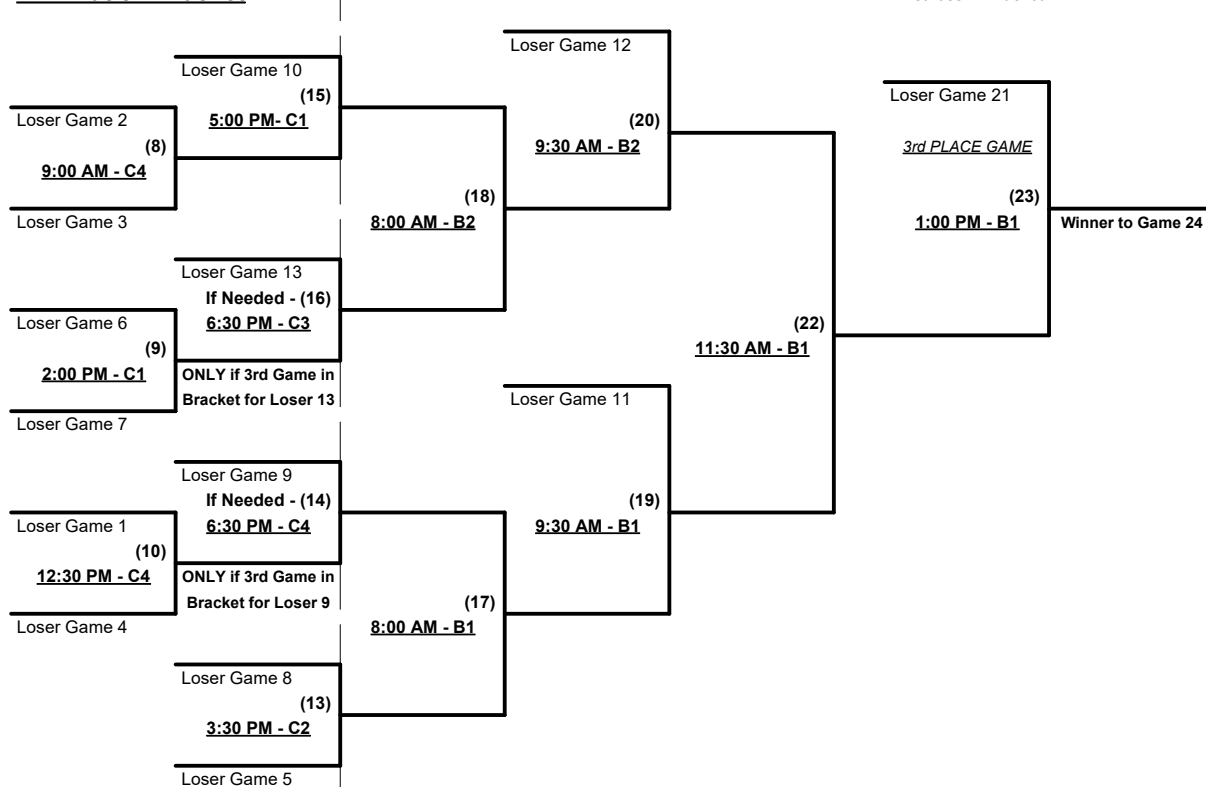 Loser Game 12
Loser Game 10
(15)
5:00 PM- C1
Loser Game 2
(8)
9:00 AM - C4
Loser Game 3
(20)
9:30 AM - B2
(18)
8:00 AM - B2
Loser Game 13
If Needed - (16)
6:30 PM - C3
Loser Game 6
(9)
2:00 PM - C1
ONLY if 3rd Game in
Bracket for Loser 13
Loser Game 7
Loser Game 21
3rd PLACE GAME
(23)
1:00 PM - B1
Winner to Game 24
(22)
11:30 AM - B1
Loser Game 11
Loser Game 9
If Needed - (14)
6:30 PM - C4
Loser Game 1
(10)
12:30 PM - C4
ONLY if 3rd Game in
Bracket for Loser 9
Loser Game 4
(19)
9:30 AM - B1
(17)
8:00 AM - B1
Loser Game 8
(13)
3:30 PM - C2
Loser Game 5